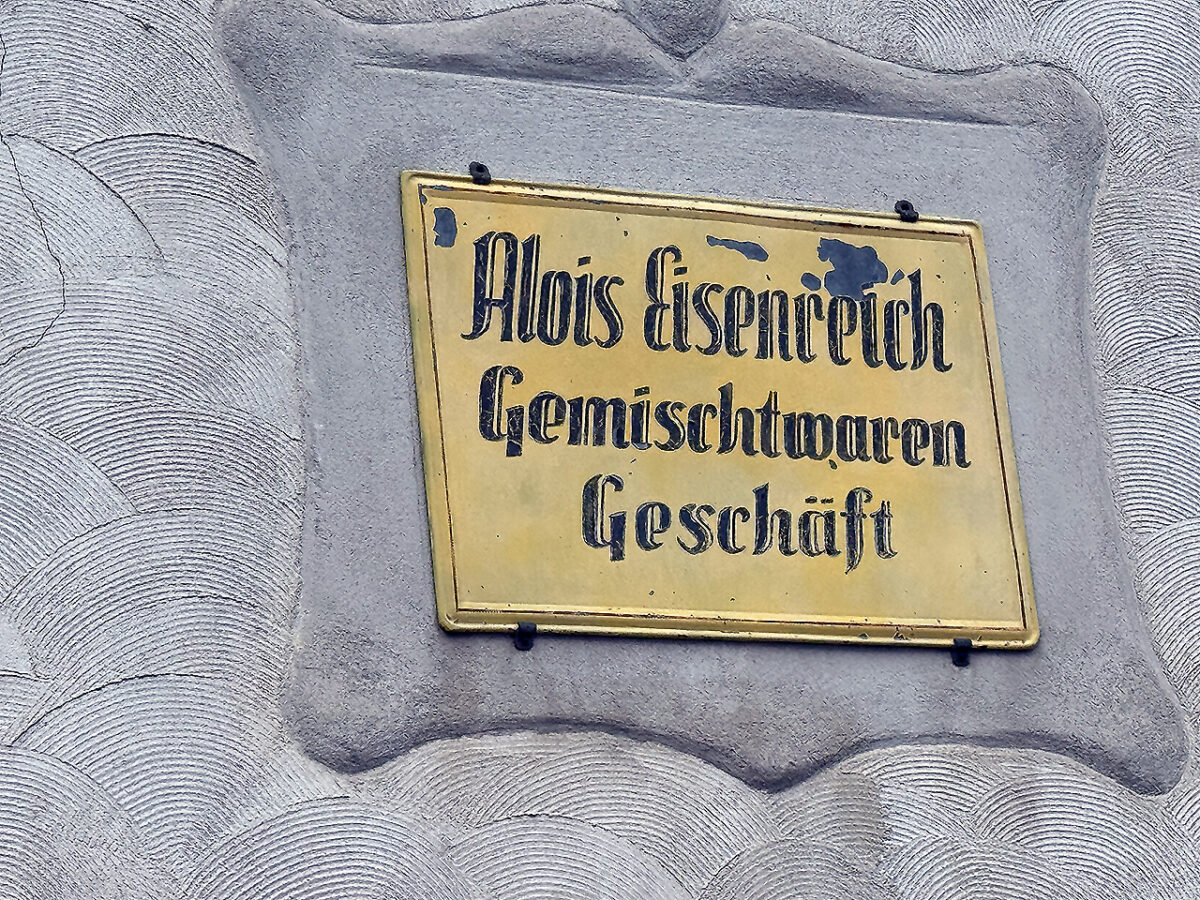 Alois Eisenreich
Gemischtwaren
Geschäft